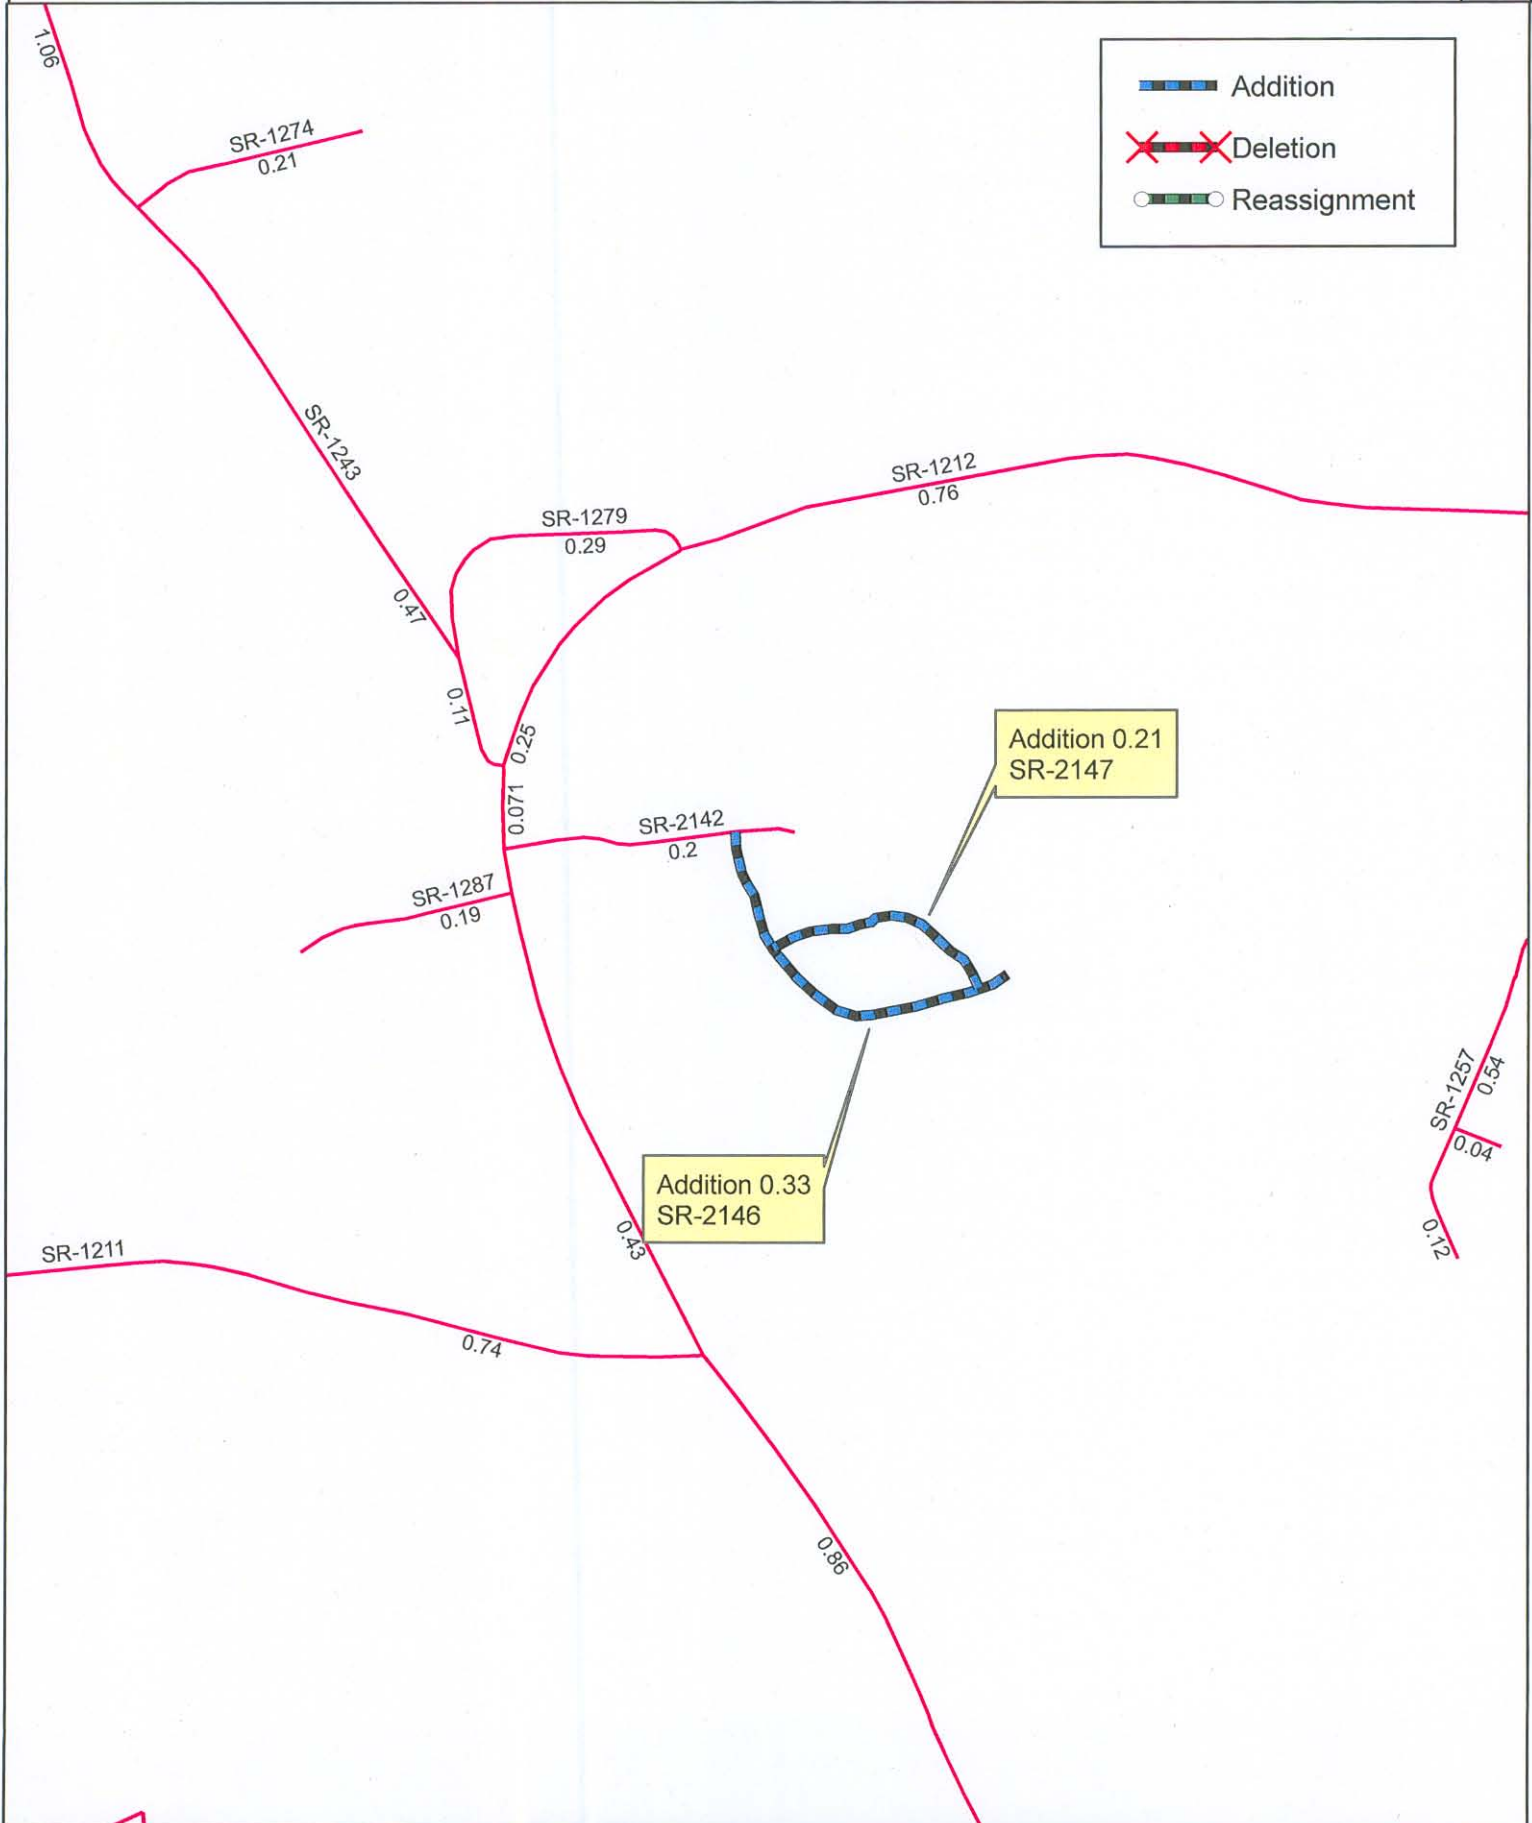 1.06
Addition
Deletion
Reassignment
SR-1274
0.21
SR-1243
0.47
SR-1212
0.76
SR-1279
0.29
0.11
0.25
0.071
Addition 0.21
SR-2147
SR-2142
0.2
SR-1287
0.19
SR-1257
0.54
0.04
0.12
Addition 0.33
SR-2146
0.43
SR-1211
0.74
0.86